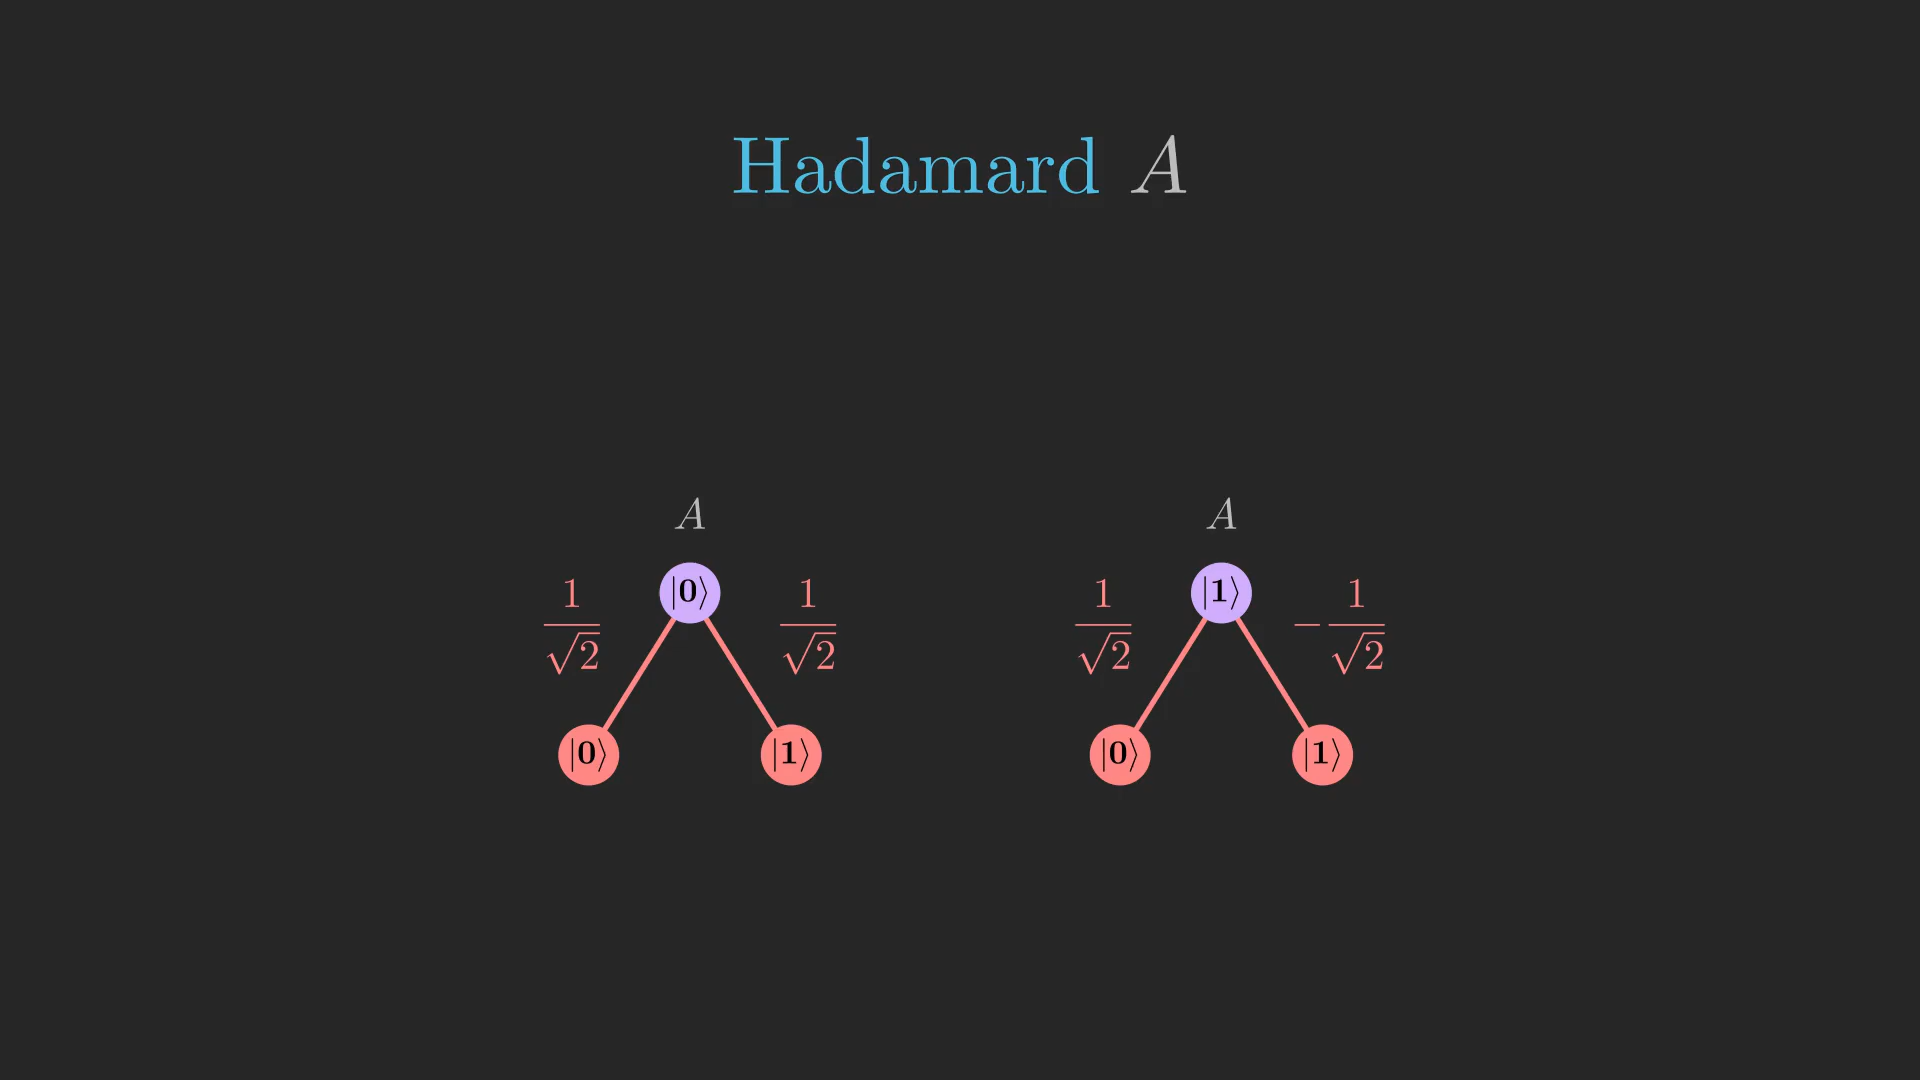 Hadamard A
A A
1/√2 |0⟩ 1/√2 1/√2 |1⟩ −1/√2
|0⟩ |1⟩ |0⟩ |1⟩